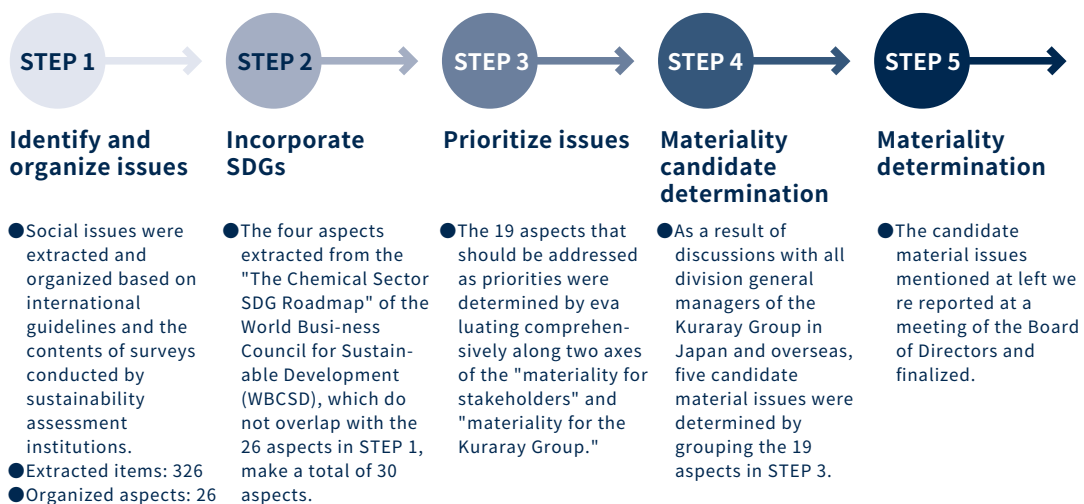 STEP 1
Identify and
organize issues
●Social issues were
extracted and
organized based on
international
guidelines and the
contents of surveys
conducted by
sustainability
assessment
institutions.
●Extracted items: 326
●Organized aspects: 26
STEP 2
Incorporate
SDGs
●The four aspects
extracted from the
"The Chemical Sector
SDG Roadmap" of the
World Busi-ness
Council for Sustain-
able Development
(WBCSD), which do
not overlap with the
26 aspects in STEP 1,
make a total of 30
aspects.
STEP 3
Prioritize issues
●The 19 aspects that
should be addressed
as priorities were
determined by eva
luating comprehen-
sively along two axes
of the "materiality for
stakeholders" and
"materiality for the
Kuraray Group."
STEP 4
Materiality
candidate
determination
●As a result of
discussions with all
division general
managers of the
Kuraray Group in
Japan and overseas,
five candidate
material issues were
determined by
grouping the 19
aspects in STEP 3.
STEP 5
Materiality
determination
●The candidate
material issues
mentioned at left we
re reported at a
meeting of the Board
of Directors and
finalized.